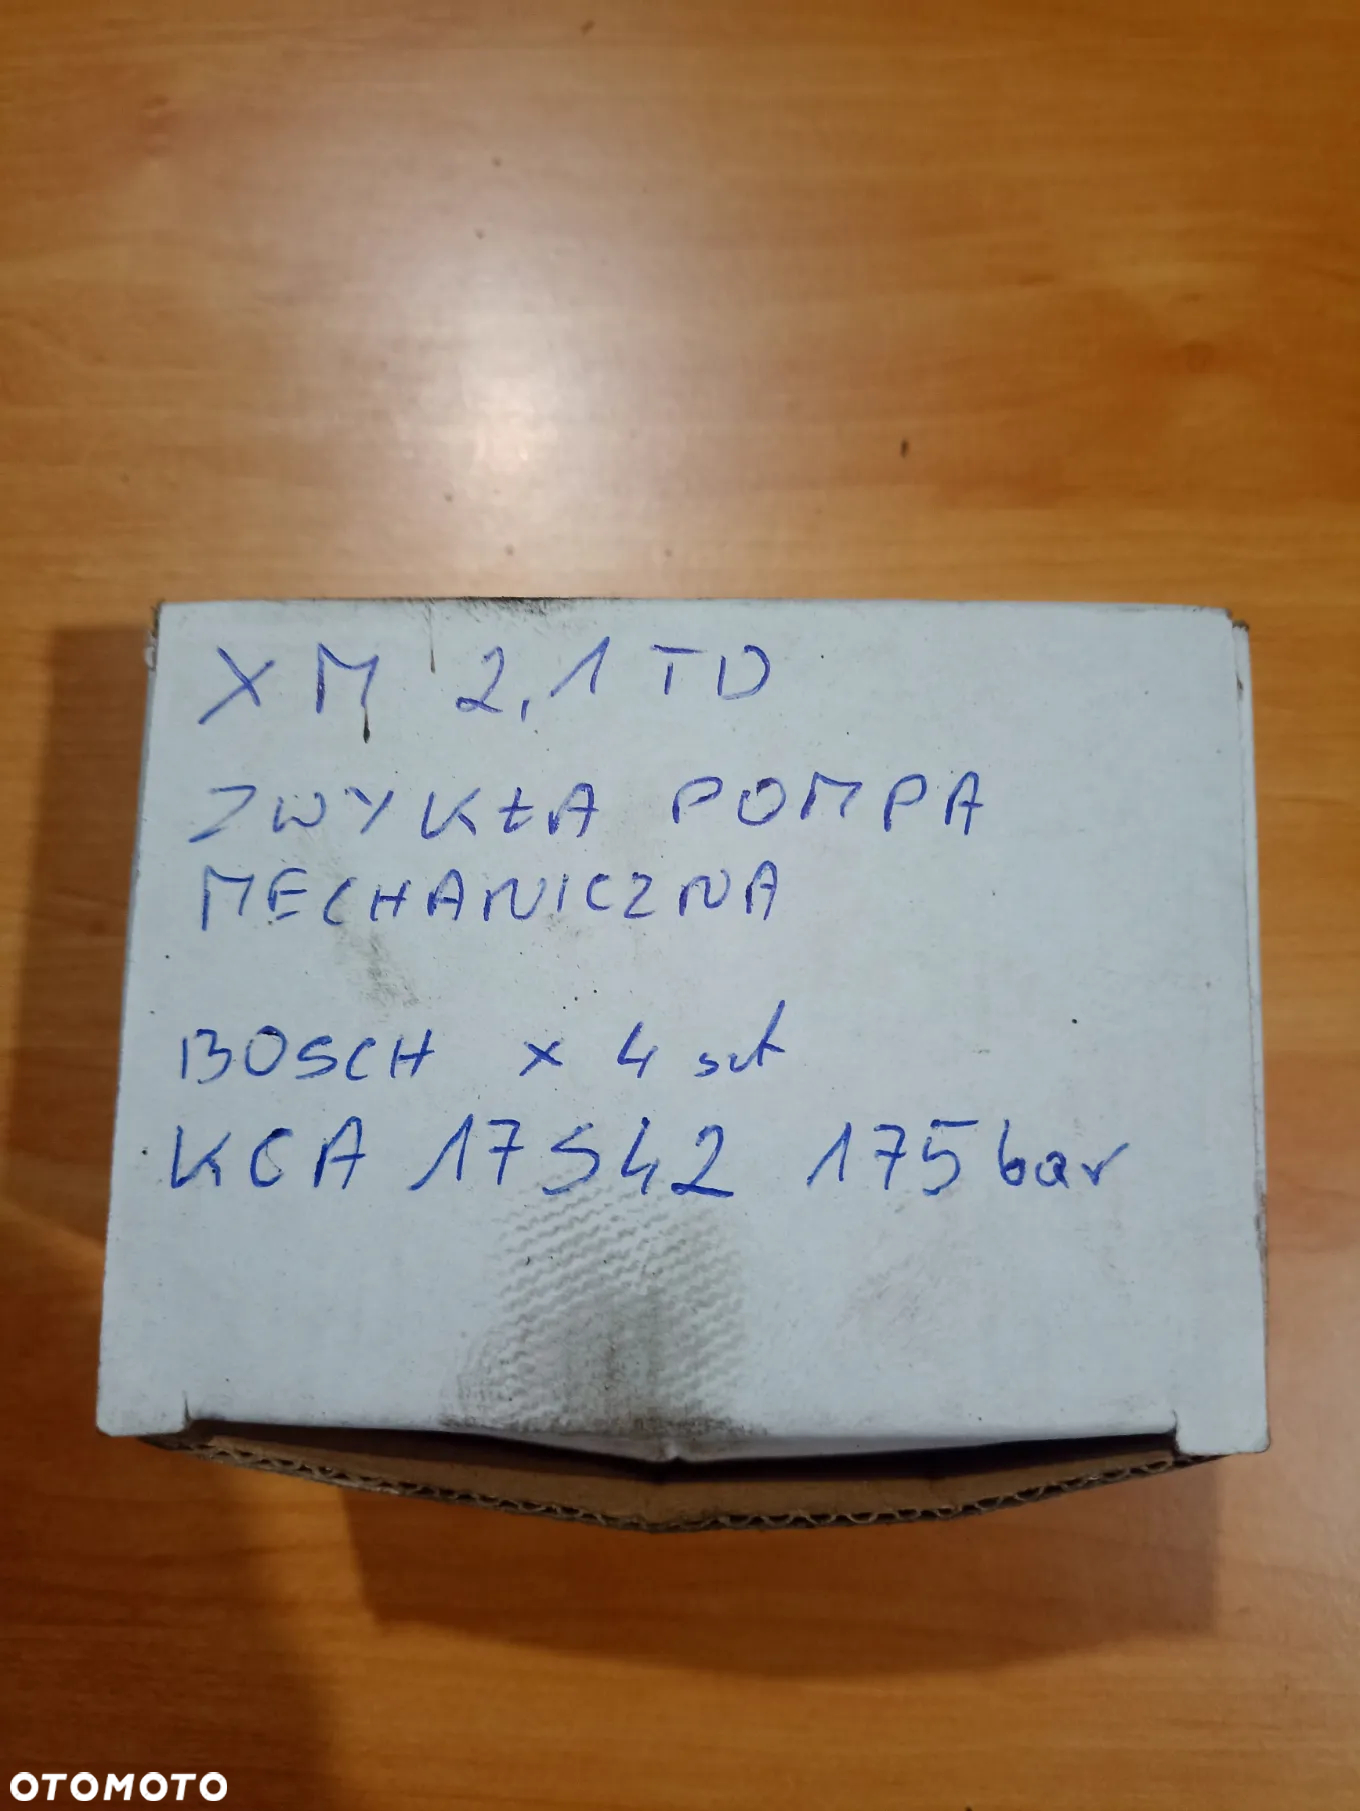 XM 2,1 TD
ZWYKŁA POMPA
MECHANICZNA
BOSCH x 4 szt
KCA 17S42 175 bar
OTOMOTO